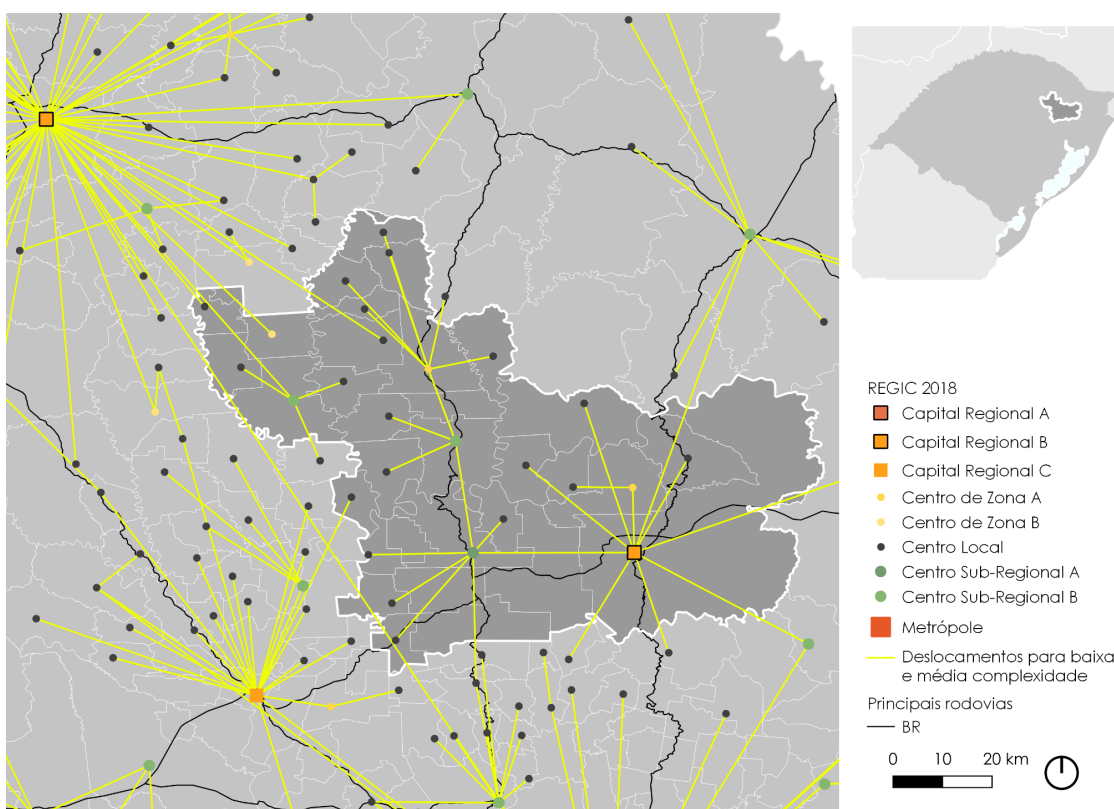 REGIC 2018
Capital Regional A
Capital Regional B
Capital Regional C
Centro de Zona A
Centro de Zona B
Centro Local
Centro Sub-Regional A
Centro Sub-Regional B
Metrópole
Deslocamentos para baixa
e média complexidade
Principais rodovias
BR
0 10 20 km